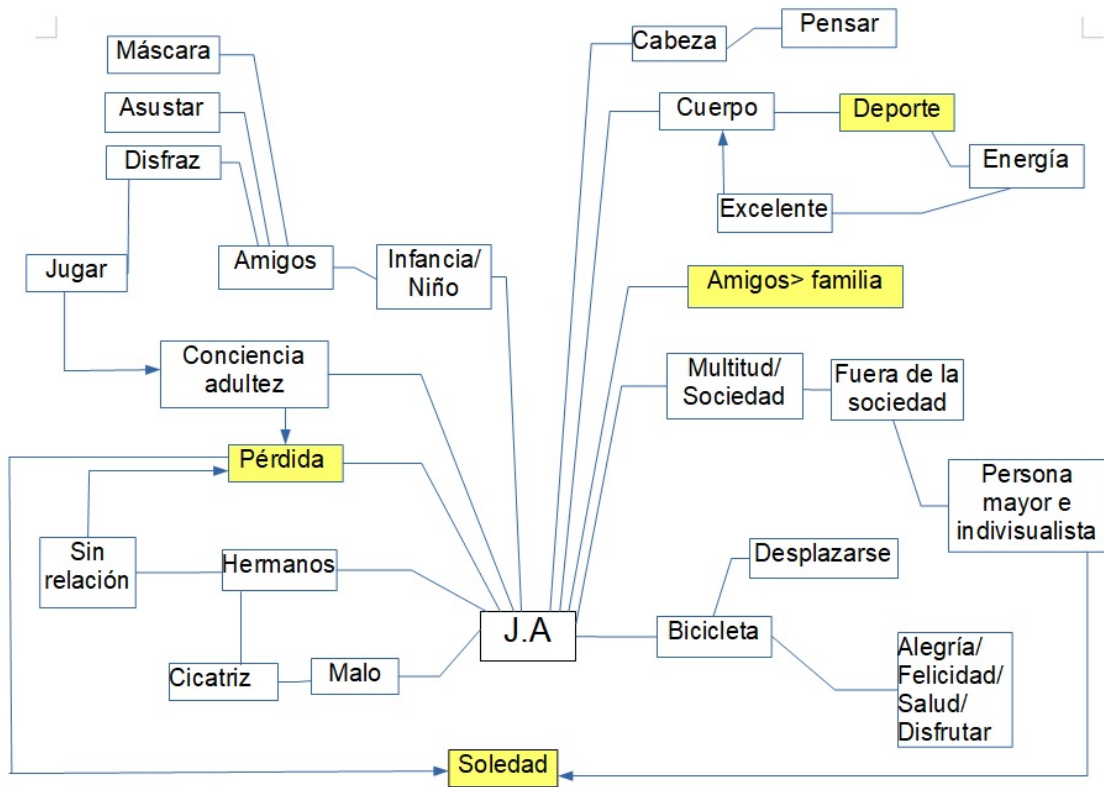 Máscara
Asustar
Disfraz
Jugar
Amigos
Infancia/
Niño
Conciencia
adultez
Pérdida
Sin
relación
Hermanos
Cicatriz
Malo
J.A
Soledad
Cabeza
Pensar
Cuerpo
Deporte
Energía
Excelente
Amigos> familia
Multitud/
Sociedad
Fuera de la
sociedad
Persona
mayor e
indivisualista
Desplazarse
Bicicleta
Alegría/
Felicidad/
Salud/
Disfrutar